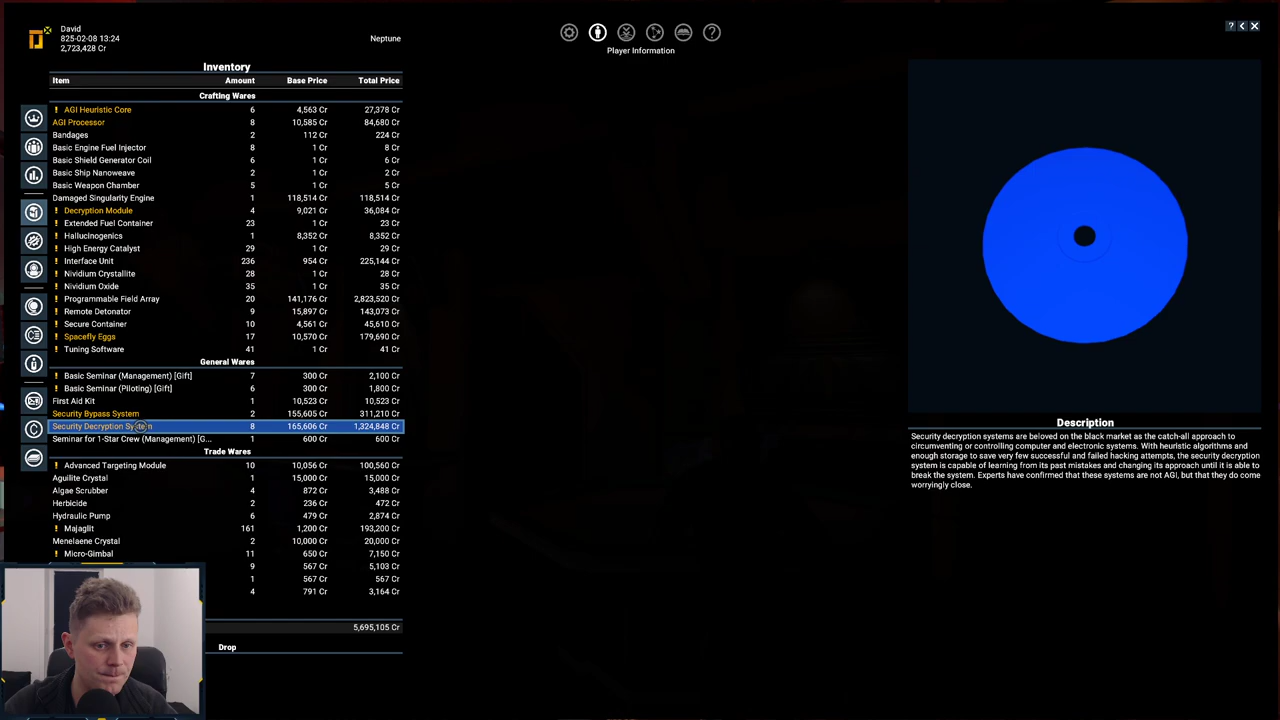 David
825-02-08 13:24
2,723,428 Cr
Neptune
Player Information
Inventory
Item Amount Base Price Total Price
Crafting Wares
! AGI Heuristic Core 6 4,563 Cr 27,378 Cr
AGI Processor 8 10,585 Cr 84,680 Cr
Bandages 2 112 Cr 224 Cr
Basic Engine Fuel Injector 8 1 Cr 8 Cr
Basic Shield Generator Coil 6 1 Cr 6 Cr
Basic Ship Nanoweave 2 1 Cr 2 Cr
Basic Weapon Chamber 5 1 Cr 5 Cr
Damaged Singularity Engine 1 118,514 Cr 118,514 Cr
! Decryption Module 4 9,021 Cr 36,084 Cr
! Extended Fuel Container 23 1 Cr 23 Cr
! Hallucinogenics 1 8,352 Cr 8,352 Cr
! High Energy Catalyst 29 1 Cr 29 Cr
! Interface Unit 236 954 Cr 225,144 Cr
! Nividium Crystallite 28 1 Cr 28 Cr
! Nividium Oxide 35 1 Cr 35 Cr
! Programmable Field Array 20 141,176 Cr 2,823,520 Cr
! Remote Detonator 9 15,897 Cr 143,073 Cr
! Secure Container 10 4,561 Cr 45,610 Cr
! Spacefly Eggs 17 10,570 Cr 179,690 Cr
! Tuning Software 41 1 Cr 41 Cr
General Wares
! Basic Seminar (Management) [Gift] 7 300 Cr 2,100 Cr
! Basic Seminar (Piloting) [Gift] 6 300 Cr 1,800 Cr
First Aid Kit 1 10,523 Cr 10,523 Cr
Security Bypass System 2 155,605 Cr 311,210 Cr
Security Decryption System 8 165,606 Cr 1,324,848 Cr
Seminar for 1-Star Crew (Management) [G... 1 600 Cr 600 Cr
Trade Wares
! Advanced Targeting Module 10 10,056 Cr 100,560 Cr
Aguilite Crystal 1 15,000 Cr 15,000 Cr
Algae Scrubber 4 872 Cr 3,488 Cr
Herbicide 2 236 Cr 472 Cr
Hydraulic Pump 6 479 Cr 2,874 Cr
! Majaglit 161 1,200 Cr 193,200 Cr
Menelaene Crystal 2 10,000 Cr 20,000 Cr
! Micro-Gimbal 11 650 Cr 7,150 Cr
9 567 Cr 5,103 Cr
1 567 Cr 567 Cr
4 791 Cr 3,164 Cr
5,695,105 Cr
Drop
Description
Security decryption systems are beloved on the black market as the catch-all approach to
circumventing or controlling computer and electronic systems. With heuristic algorithms and
enough storage to save very few successful and failed hacking attempts, the security decryption
system is capable of learning from its past mistakes and changing its approach until it is able to
break the system. Experts have confirmed that these systems are not AGI, but that they do come
worryingly close.